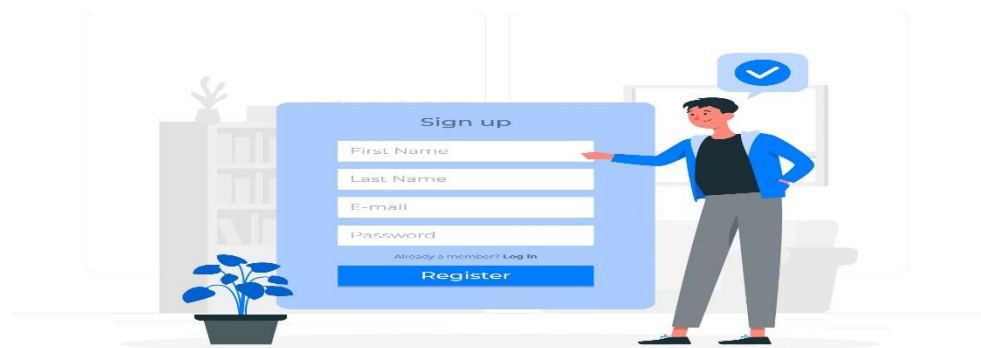 Sign up
First Name
Last Name
E-mail
Password
Already a member? Log in
Register